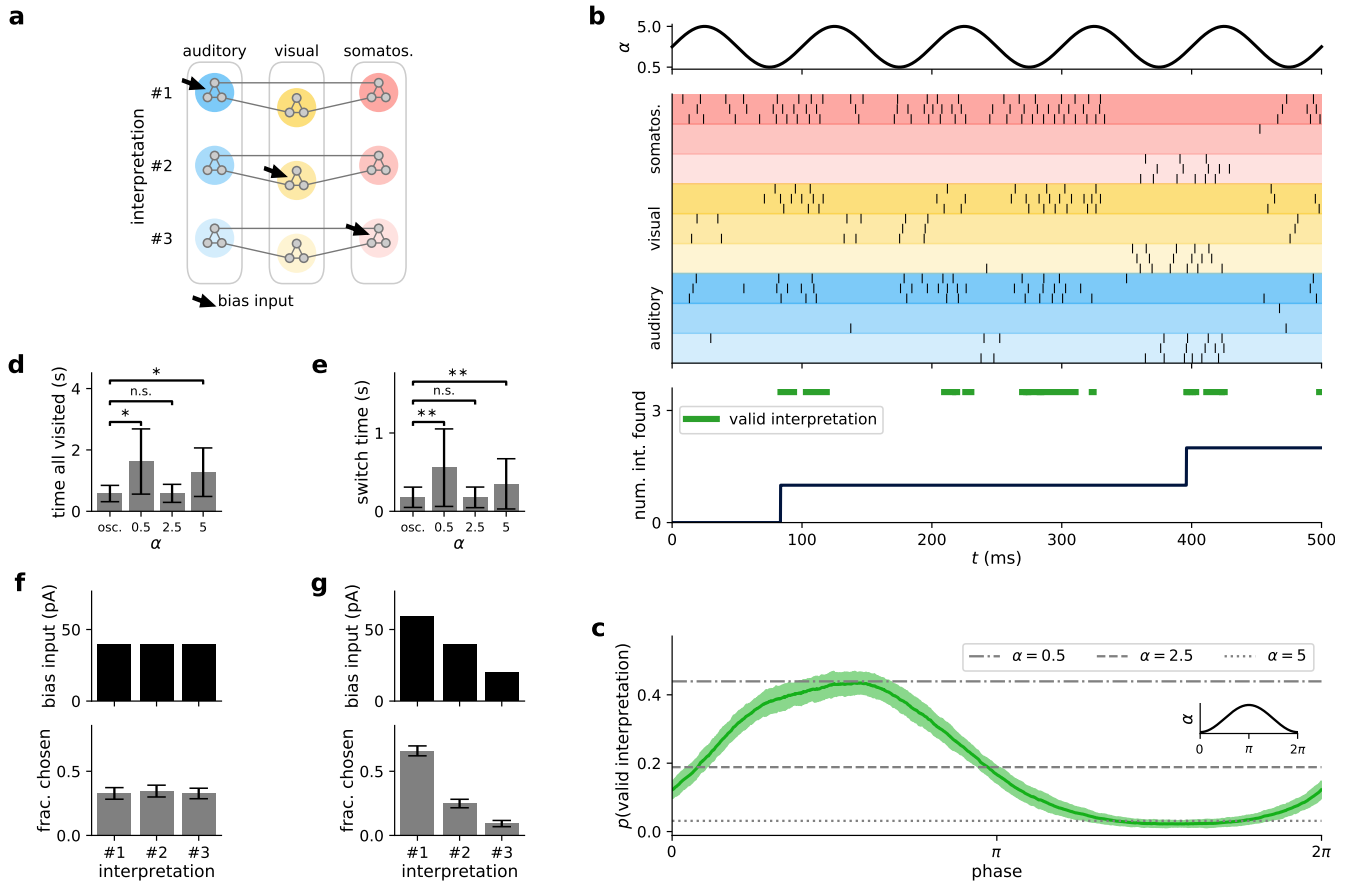 a
auditory visual somatos.
interpretation
#1
#2
#3
bias input
b
α
5.0
0.5
somatos.
visual
auditory
num. int. found
3
0
valid interpretation
0 100 200 300 400 500
t (ms)
d
time all visited (s)
4
2
0
*
n.s.
*
osc. 0.5 2.5 5
α
e
switch time (s)
1
0
**
n.s.
**
osc. 0.5 2.5 5
α
f
bias input (pA)
50
0
frac. chosen
0.5
0.0
#1 #2 #3
interpretation
g
bias input (pA)
50
0
frac. chosen
0.5
0.0
#1 #2 #3
interpretation
c
p(valid interpretation)
0.4
0.2
0.0
α = 0.5 α = 2.5 α = 5
α
0 π 2π
0 π 2π
phase